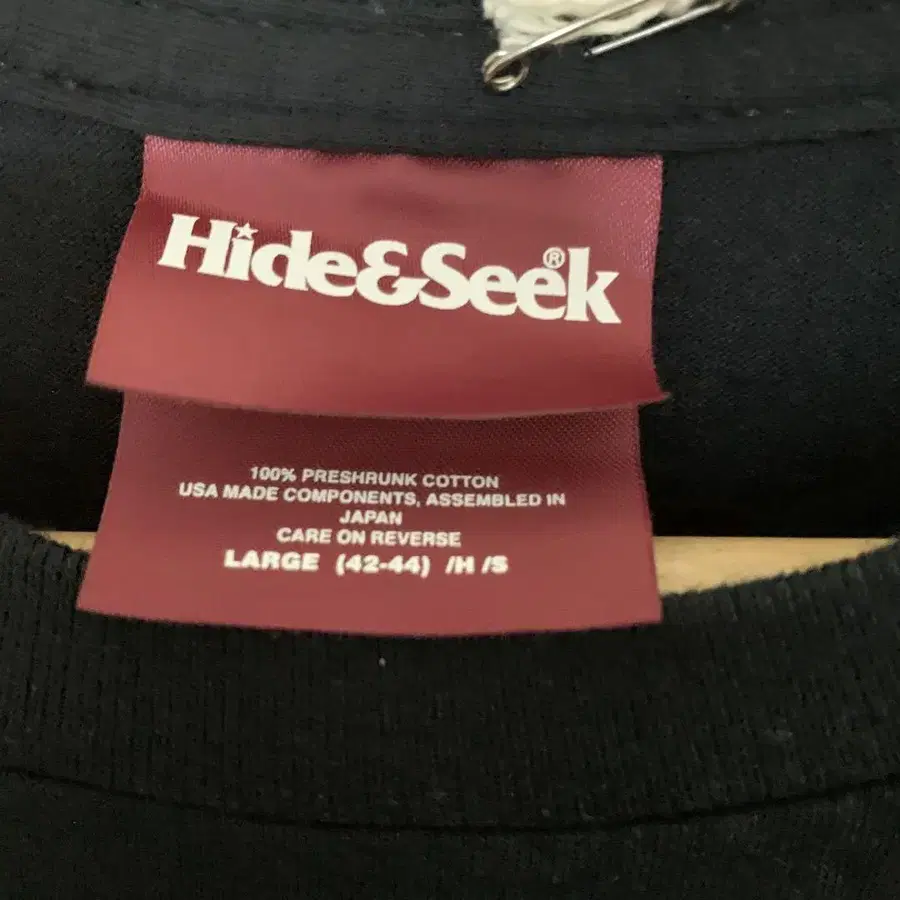 Hide&Seek®
100% PRESHRUNK COTTON
USA MADE COMPONENTS, ASSEMBLED IN
JAPAN
CARE ON REVERSE
LARGE (42-44) /H /S